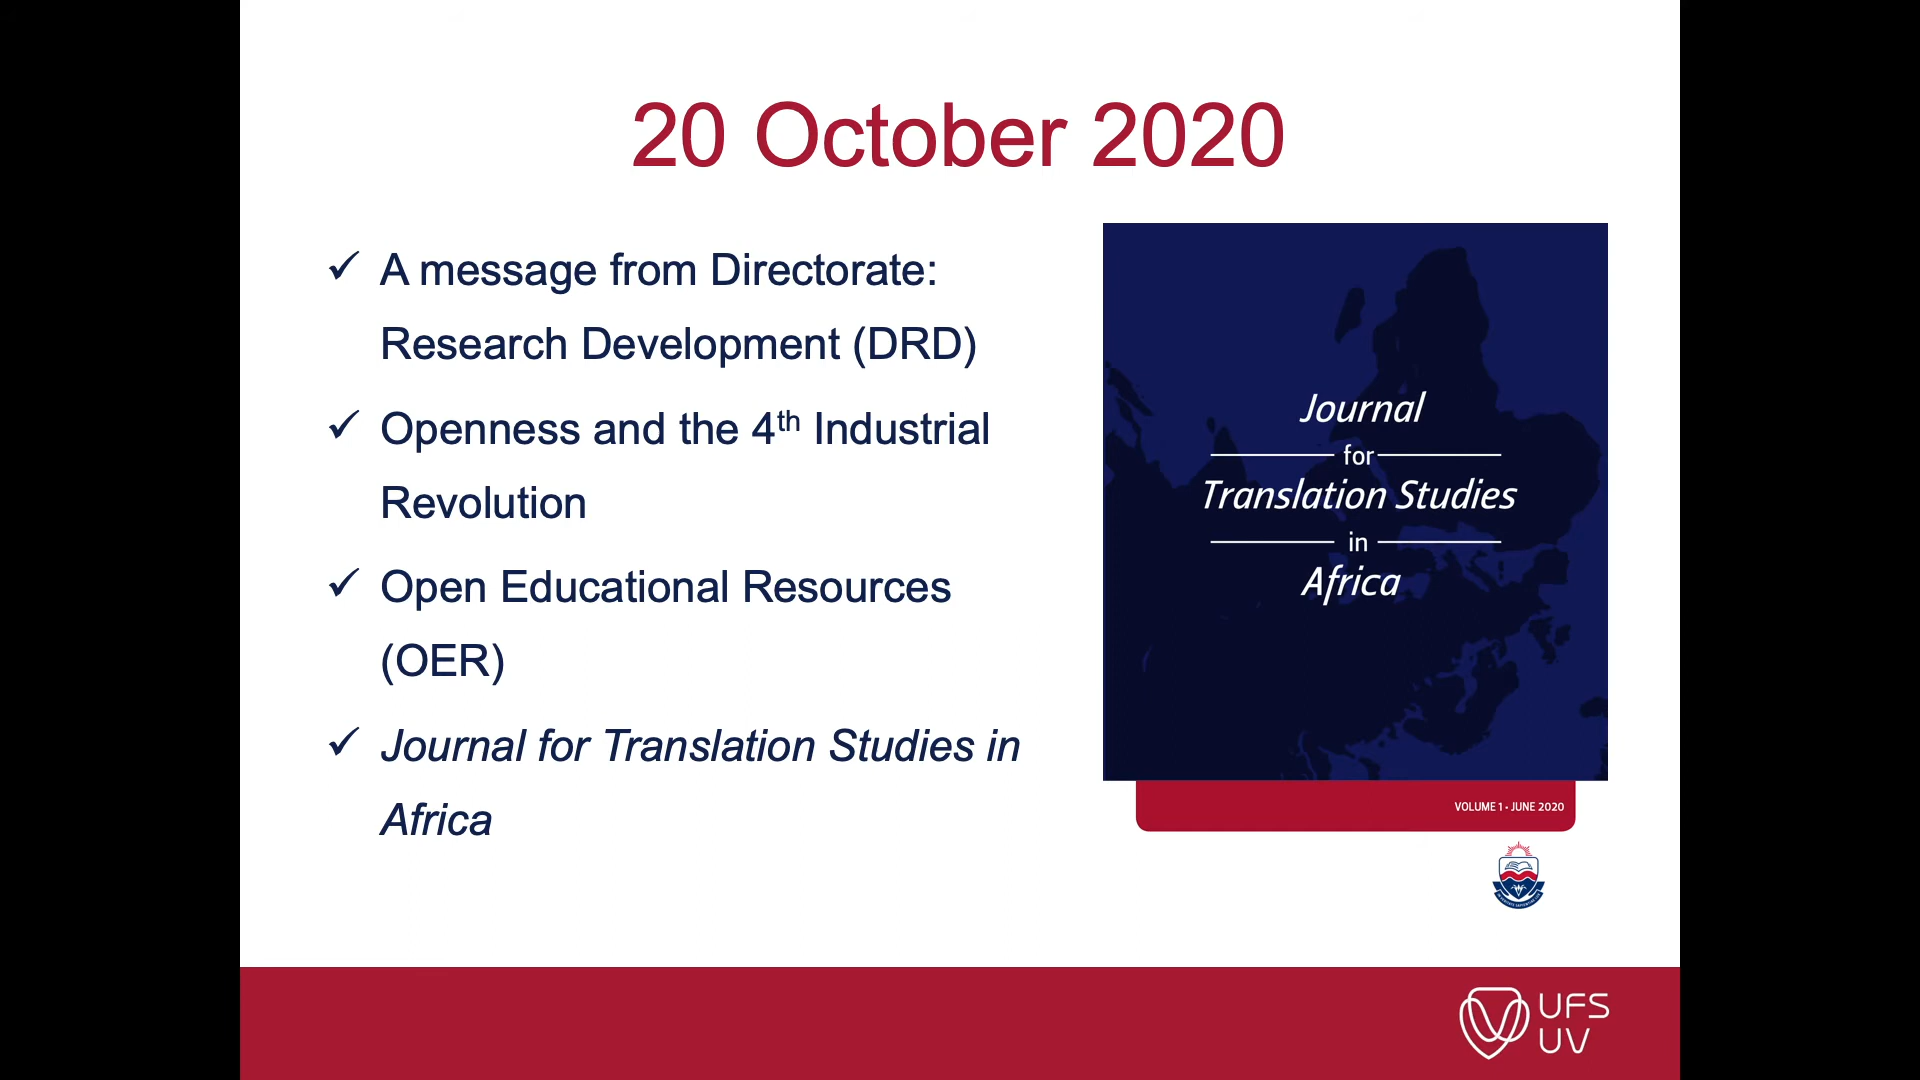 20 October 2020
✓ A message from Directorate:
Research Development (DRD)
✓ Openness and the 4th Industrial
Revolution
✓ Open Educational Resources
(OER)
✓ Journal for Translation Studies in
Africa
Journal
for
Translation Studies
in
Africa
VOLUME 1 • JUNE 2020
UFS
UV